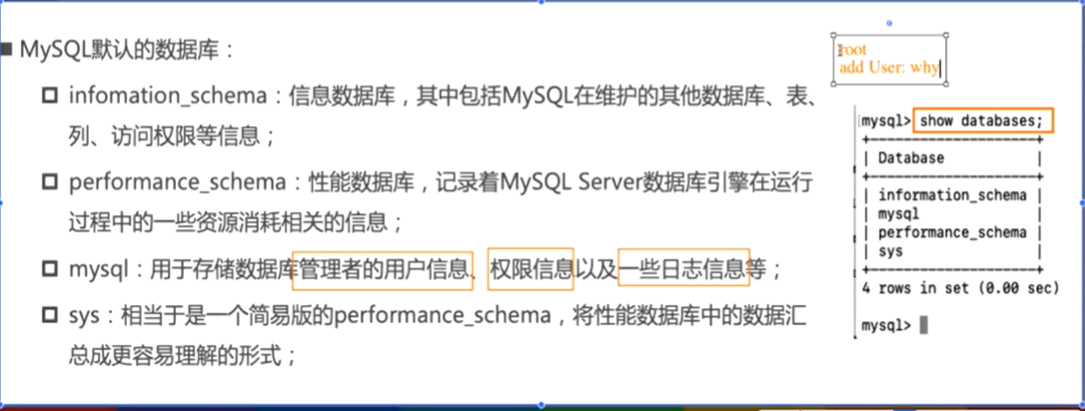 MySQL默认的数据库：
infomation_schema：信息数据库，其中包括MySQL在维护的其他数据库、表、
列、访问权限等信息；
performance_schema：性能数据库，记录着MySQL Server数据库引擎在运行
过程中的一些资源消耗相关的信息；
mysql：用于存储数据库管理者的用户信息、权限信息以及一些日志信息等；
sys：相当于是一个简易版的performance_schema，将性能数据库中的数据汇
总成更容易理解的形式；
root
add User: why
mysql> show databases;
+--------------------+
| Database |
+--------------------+
| information_schema |
| mysql |
| performance_schema |
| sys |
+--------------------+
4 rows in set (0.00 sec)
mysql>